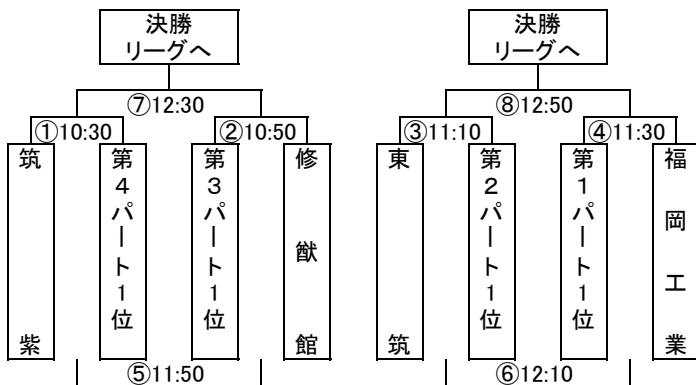 決勝
リーグへ
決勝
リーグへ
⑦12:30
⑧12:50
①10:30
②10:50
③11:10
④11:30
筑紫
第4パート1位
第3パート1位
修猷館
東筑
第2パート1位
第1パート1位
福岡工業
⑤11:50
⑥12:10